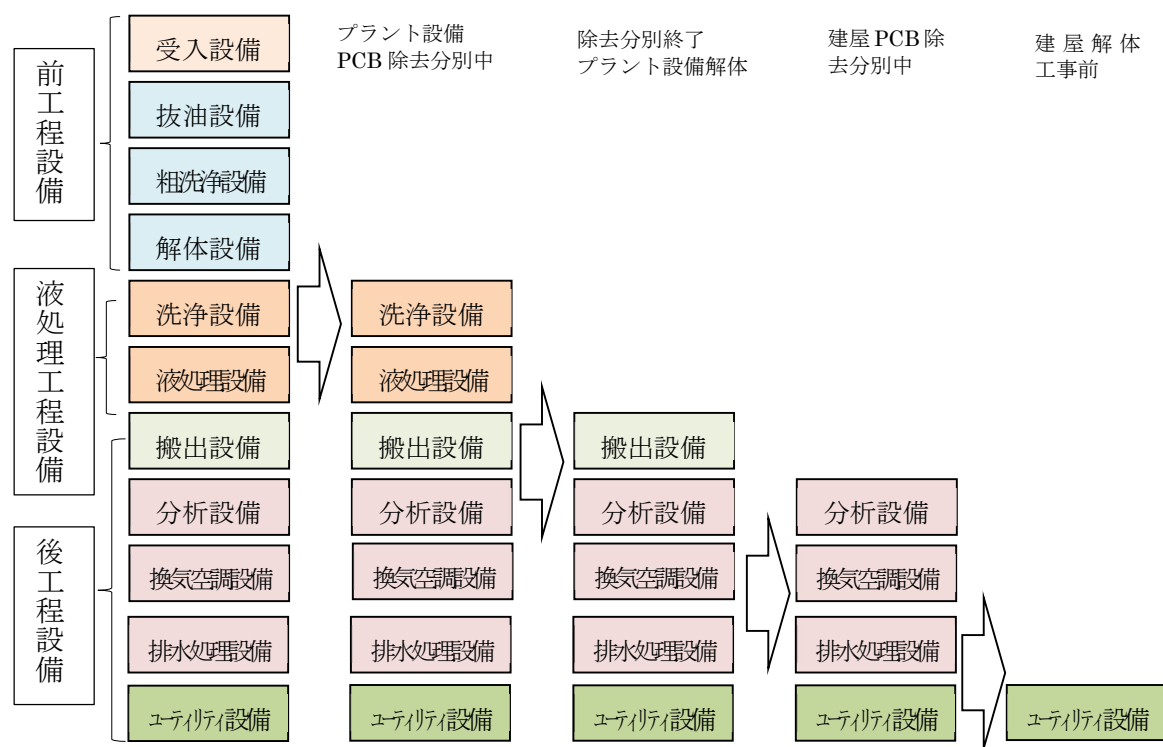 プラント設備
PCB 除去分別中
除去分別終了
プラント設備解体
建屋 PCB 除
去分別中
建屋解体
工事前
前工程設備
受入設備
抜油設備
粗洗浄設備
解体設備
液処理工程設備
洗浄設備
洗浄設備
液処理設備
液処理設備
搬出設備
搬出設備
搬出設備
後工程設備
分析設備
分析設備
分析設備
分析設備
換気空調設備
換気空調設備
換気空調設備
換気空調設備
排水処理設備
排水処理設備
排水処理設備
排水処理設備
ユーティリティ設備
ユーティリティ設備
ユーティリティ設備
ユーティリティ設備
ユーティリティ設備